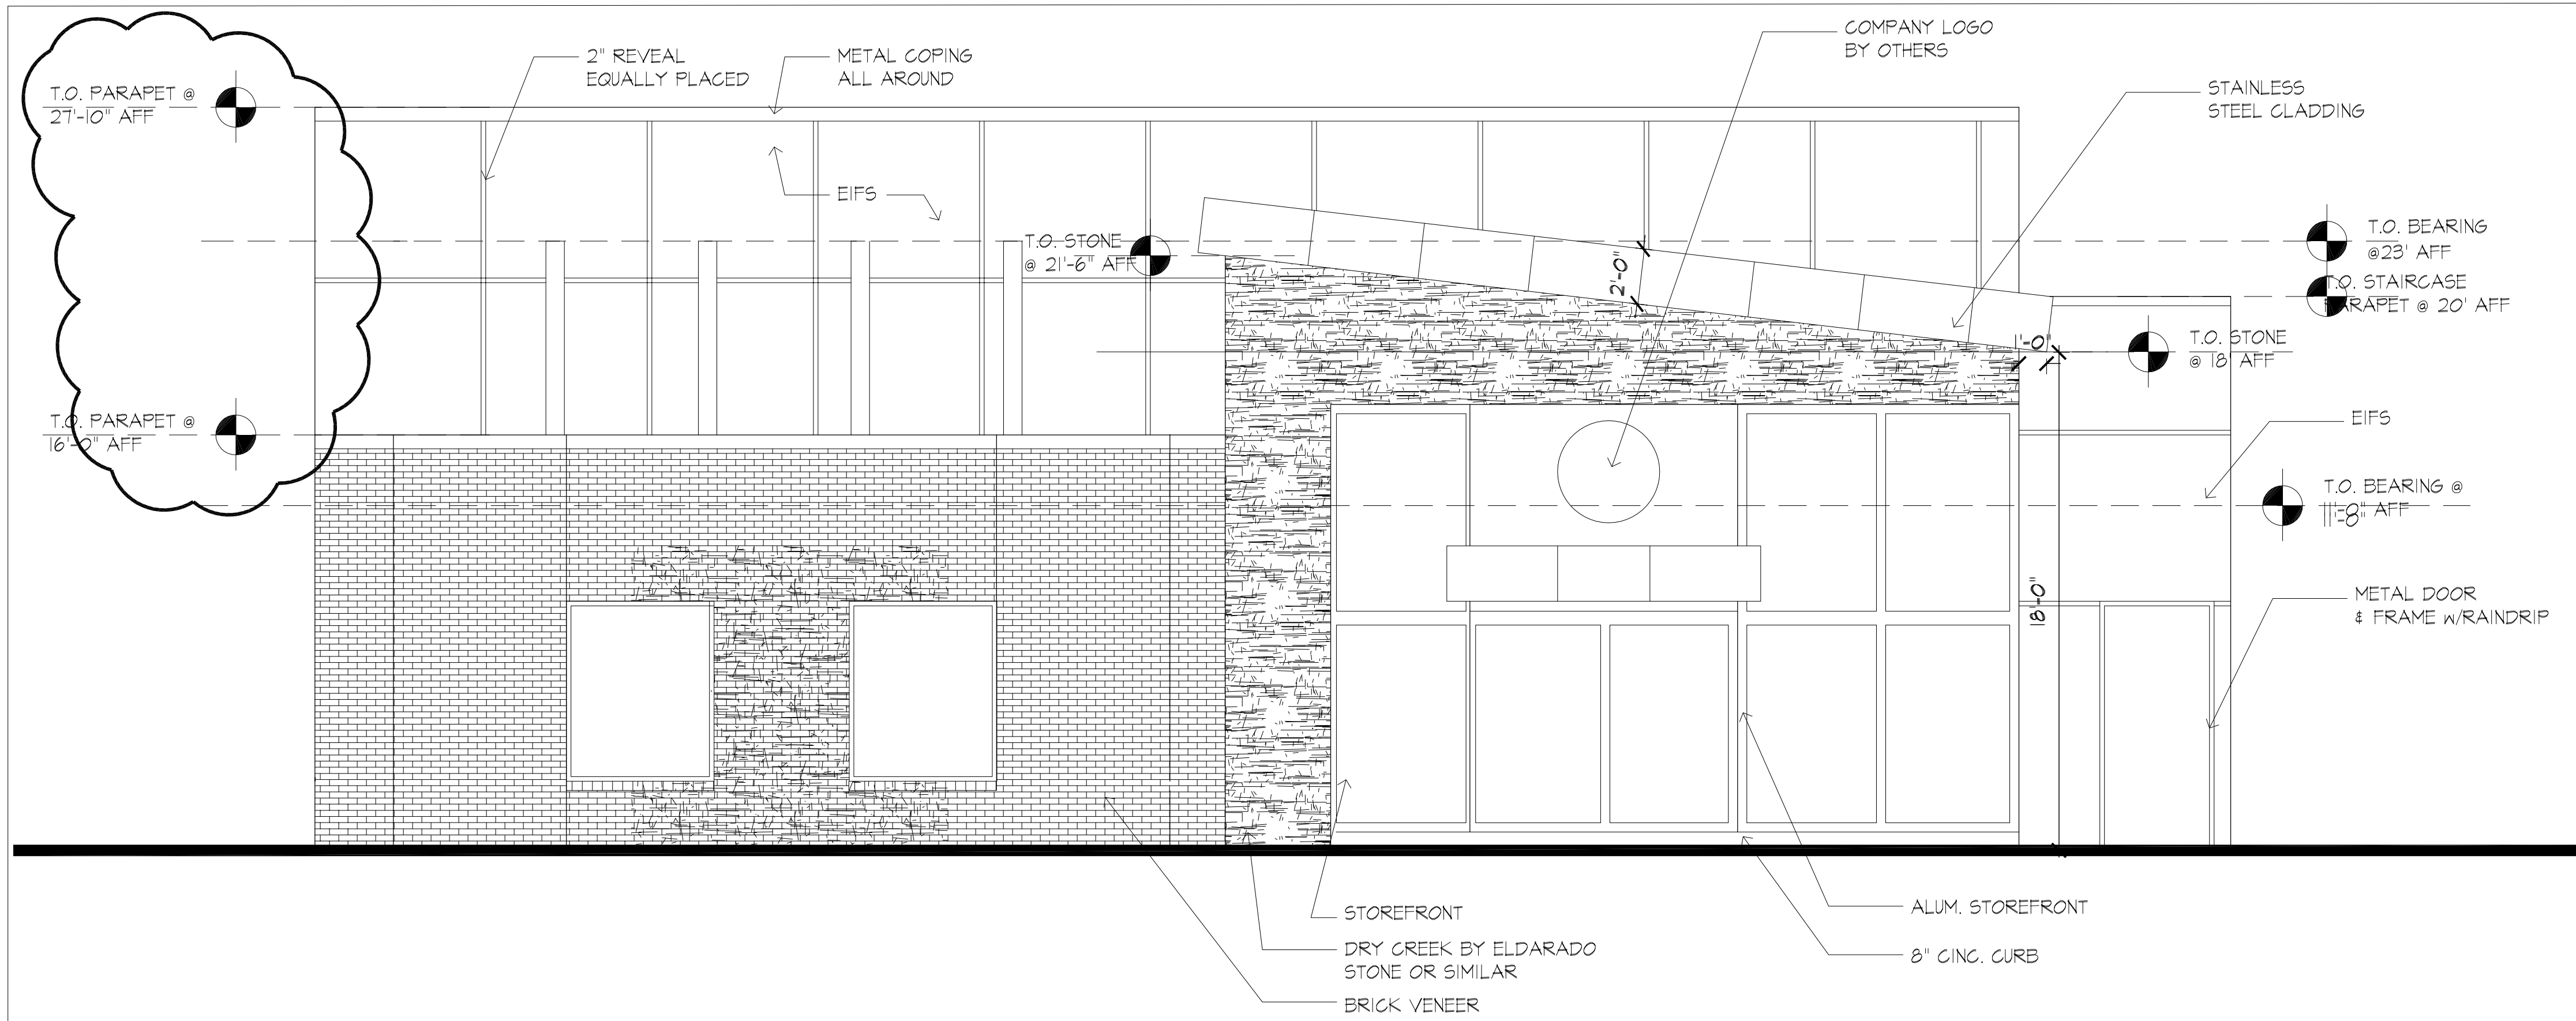 COMPANY LOGO
BY OTHERS
2" REVEAL
EQUALLY PLACED
METAL COPING
ALL AROUND
STAINLESS
STEEL CLADDING
T.O. PARAPET @
27'-10" AFF
EIFS
T.O. STONE
@ 21'-6" AFF
T.O. BEARING
@23' AFF
2'-0"
T.O. STAIRCASE
PARAPET @ 20' AFF
1'-0"
T.O. STONE
@ 18' AFF
T.O. PARAPET @
16'-0" AFF
EIFS
T.O. BEARING @
11'-8" AFF
18'-0"
METAL DOOR
& FRAME W/RAINDRIP
STOREFRONT
ALUM. STOREFRONT
DRY CREEK BY ELDARADO
STONE OR SIMILAR
8" CINC. CURB
BRICK VENEER